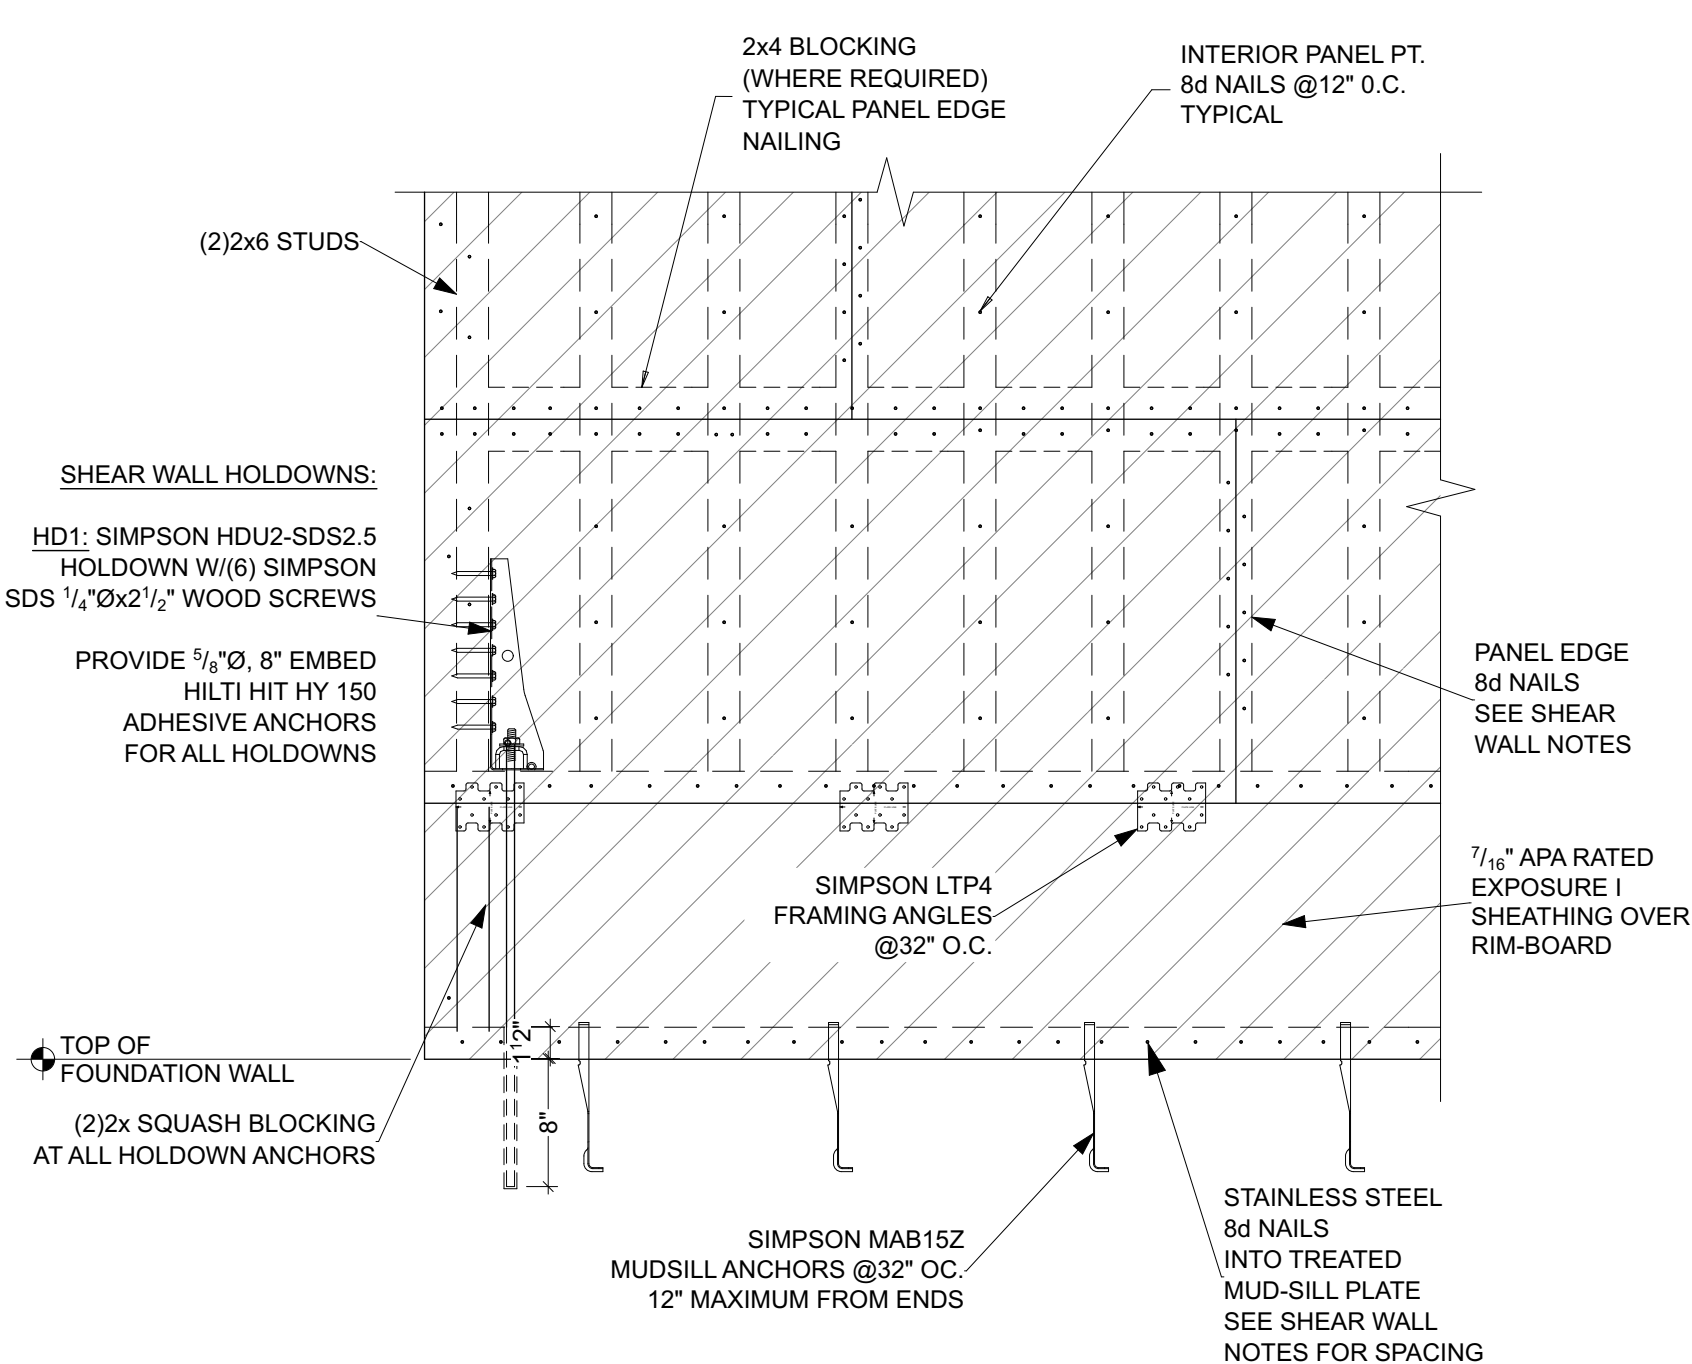 2x4 BLOCKING
(WHERE REQUIRED)
TYPICAL PANEL EDGE
NAILING
INTERIOR PANEL PT.
8d NAILS @12" 0.C.
TYPICAL
(2)2x6 STUDS
SHEAR WALL HOLDOWNS:
HD1: SIMPSON HDU2-SDS2.5
HOLDOWN W/(6) SIMPSON
SDS 1/4"Øx21/2" WOOD SCREWS
PROVIDE 5/8"Ø, 8" EMBED
HILTI HIT HY 150
ADHESIVE ANCHORS
FOR ALL HOLDOWNS
PANEL EDGE
8d NAILS
SEE SHEAR
WALL NOTES
SIMPSON LTP4
FRAMING ANGLES
@32" O.C.
7/16" APA RATED
EXPOSURE I
SHEATHING OVER
RIM-BOARD
TOP OF
FOUNDATION WALL
1 1/2"
8"
(2)2x SQUASH BLOCKING
AT ALL HOLDOWN ANCHORS
SIMPSON MAB15Z
MUDSILL ANCHORS @32" OC.
12" MAXIMUM FROM ENDS
STAINLESS STEEL
8d NAILS
INTO TREATED
MUD-SILL PLATE
SEE SHEAR WALL
NOTES FOR SPACING